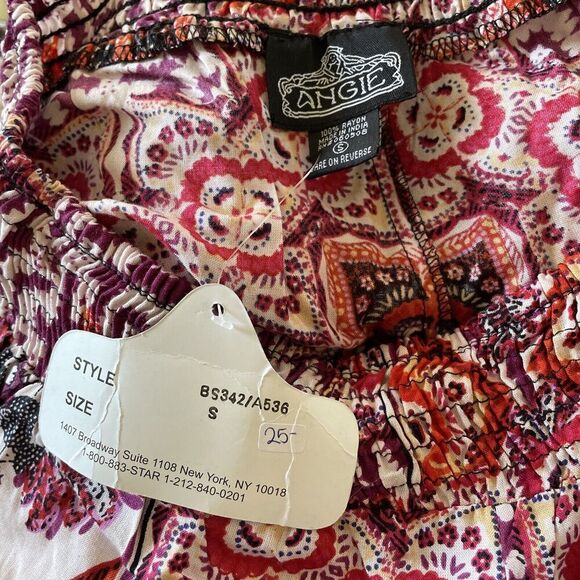 ANGIE
100% RAYON
MADE IN INDIA
S
CARE ON REVERSE
STYLE BS342/A536
SIZE S
25-
1407 Broadway Suite 1108 New York, NY 10018
1-800-883-STAR 1-212-840-0201